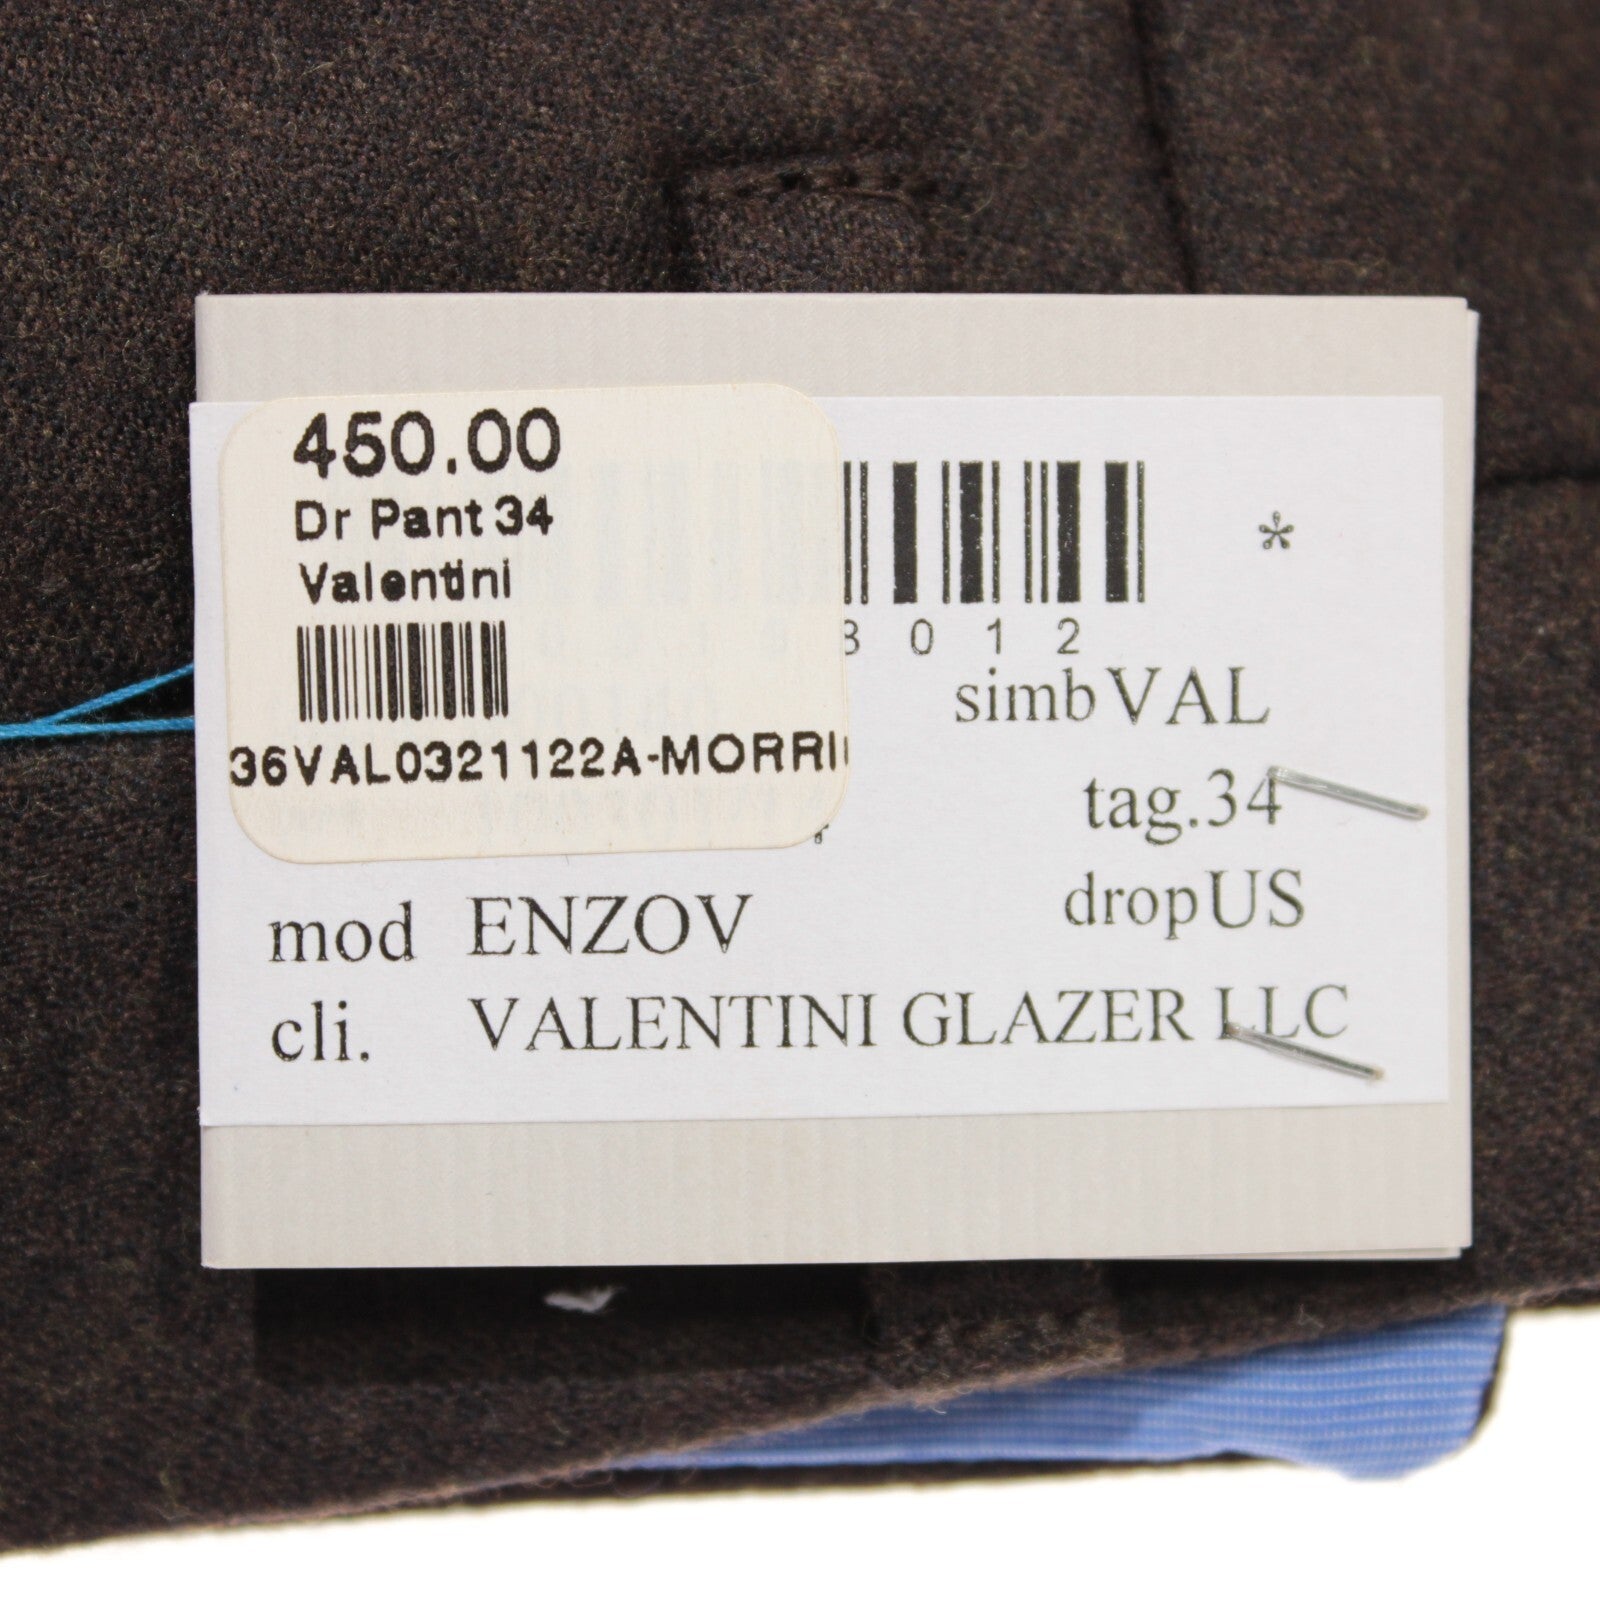 450.00
Dr Pant 34
Valentini
36VAL0321122A-MORRI
3012
*
simb VAL
tag.34
drop US
mod ENZOV
cli. VALENTINI GLAZER LLC